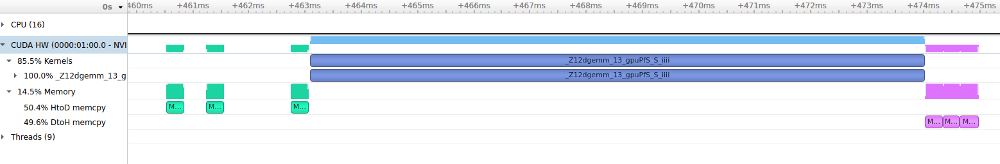 0s 460ms +461ms +462ms +463ms +464ms +465ms +466ms +467ms +468ms +469ms +470ms +471ms +472ms +473ms +474ms +475ms
CPU (16)
CUDA HW (0000:01:00.0 - NVI
85.5% Kernels _Z12dgemm_13_gpuPfS_S_iiii
100.0% _Z12dgemm_13_g _Z12dgemm_13_gpuPfS_S_iiii
14.5% Memory
50.4% HtoD memcpy M... M... M...
49.6% DtoH memcpy M... M... M...
Threads (9)